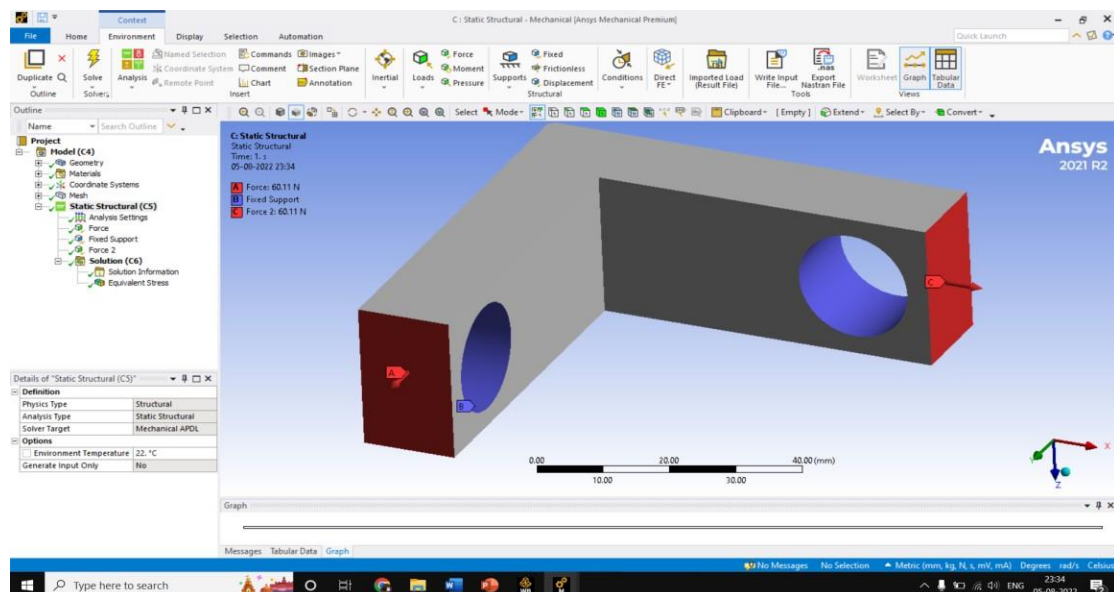 Context
C : Static Structural - Mechanical [Ansys Mechanical Premium]
File Home Environment Display Selection Automation
Quick Launch
Duplicate Q
Outline
Solve
Solver
Analysis
Named Selection
Coordinate System
Remote Point
Commands
Comment
Chart
Images
Section Plane
Annotation
Insert
Inertial
Loads
Force
Moment
Pressure
Supports
Fixed
Frictionless
Displacement
Structural
Conditions
Direct FE
Imported Load (Result File)
Write Input File...
Export Nastran File
Tools
Worksheet
Graph
Tabular Data
Views
Outline
Name Search Outline
Select Mode Clipboard [ Empty ] Extend Select By Convert
Project
Model (C4)
Geometry
Materials
Coordinate Systems
Mesh
Static Structural (C5)
Analysis Settings
Force
Fixed Support
Force 2
Solution (C6)
Solution Information
Equivalent Stress
C: Static Structural
Static Structural
Time: 1. s
05-08-2022 23:34
A Force: 60.11 N
B Fixed Support
C Force 2: 60.11 N
Ansys
2021 R2
A
B
C
0.00 20.00 40.00 (mm)
10.00 30.00
X
Y
Z
Details of "Static Structural (C5)"
Definition
Physics Type Structural
Analysis Type Static Structural
Solver Target Mechanical APDL
Options
Environment Temperature 22. °C
Generate Input Only No
Graph
Messages Tabular Data Graph
No Messages No Selection Metric (mm, kg, N, s, mV, mA) Degrees rad/s Celsius
Type here to search
ENG
23:34
05-08-2022